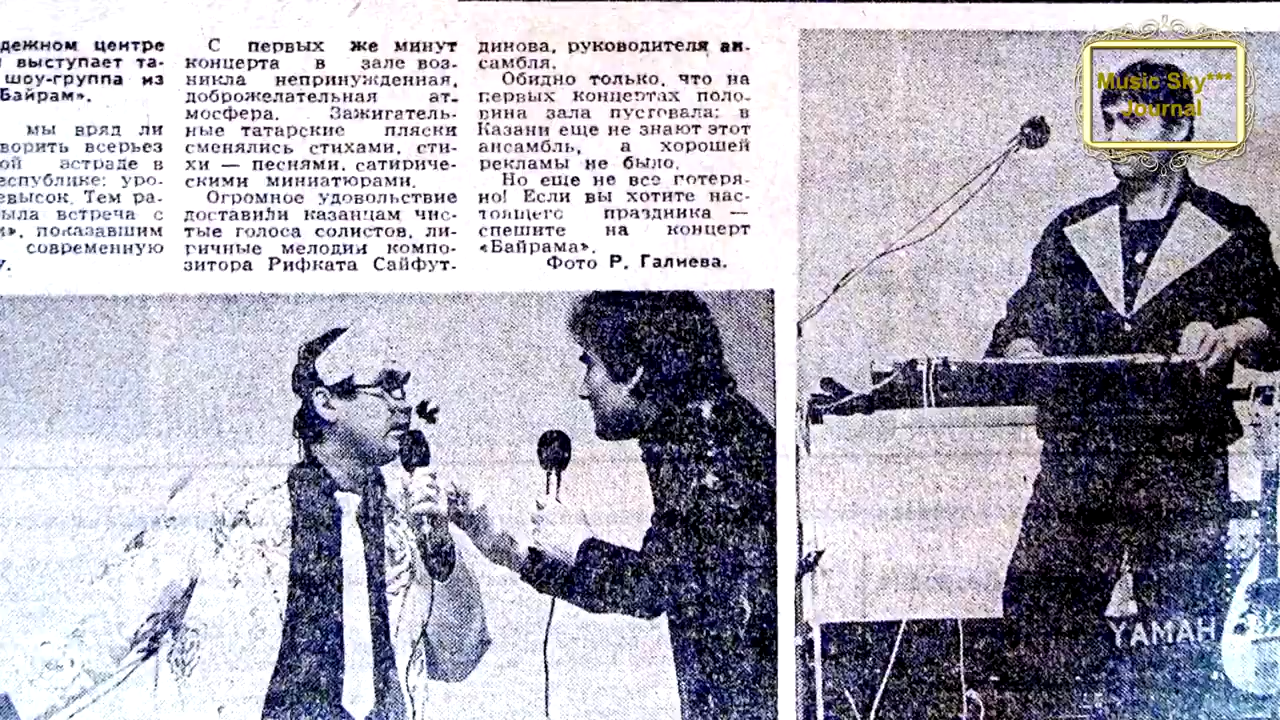 дежном центре
выступает та-
шоу-группа из
Байрам».
мы вряд ли
ворить всерьез
ой эстраде в
еспублике: уро-
евысок. Тем ра-
ыла встреча с
», показавшим
современную
у.
С первых же минут
концерта в зале воз-
никла непринужденная,
доброжелательная ат-
мосфера. Зажигатель-
ные татарские пляски
сменялись стихами, сти-
хи — песнями, сатириче-
скими миниатюрами.
Огромное удовольствие
доставили казанцам чис-
тые голоса солистов, ли-
ричные мелодии компо-
зитора Рифката Сайфут-
динова, руководителя ан-
самбля.
Обидно только, что на
первых концертах поло-
вина зала пустовала: в
Казани еще не знают этот
ансамбль, а хорошей
рекламы не было.
Но еще не все потеря-
но! Если вы хотите нас-
тоящего праздника —
спешите на концерт
«Байрама».
Фото Р. Галиева.
Music Sky***
Journal
YAMAH